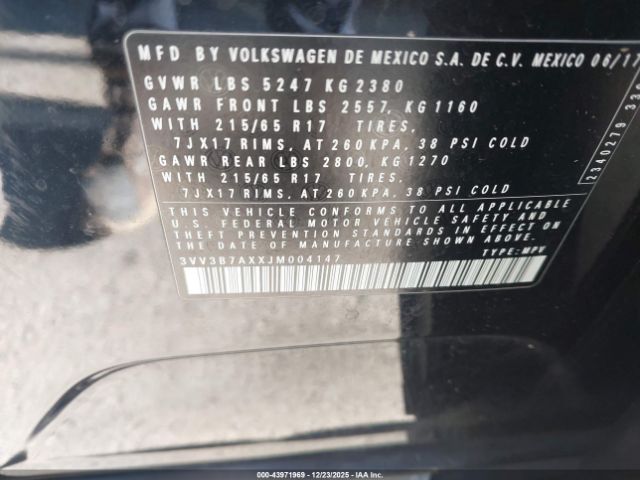 MFD BY VOLKSWAGEN DE MEXICO S.A. DE C.V. MEXICO 06/17
GVWR LBS 5247 KG 2380
GAWR FRONT LBS 2557, KG 1160
WITH 215/65 R17 TIRES,
7JX17 RIMS, AT 260 KPA, 38 PSI COLD
GAWR REAR LBS 2800, KG 1270
WITH 215/65 R17 TIRES,
7JX17 RIMS, AT 260 KPA, 38 PSI COLD
THIS VEHICLE CONFORMS TO ALL APPLICABLE
U.S. FEDERAL MOTOR VEHICLE SAFETY AND
THEFT PREVENTION STANDARDS IN EFFECT ON
THE DATE OF MANUFACTURE SHOWN ABOVE.
3VV3B7AXXJM004147 TYPE: MPV
2340279
000-43971969 • 12/23/2025 • IAAI.COM